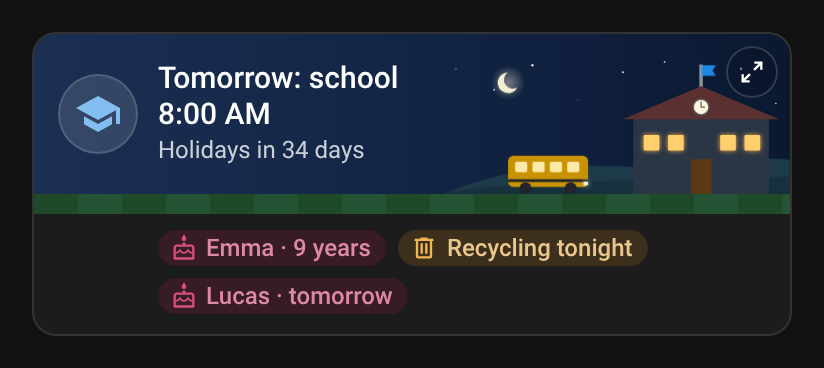 Tomorrow: school
8:00 AM
Holidays in 34 days
Emma · 9 years
Recycling tonight
Lucas · tomorrow